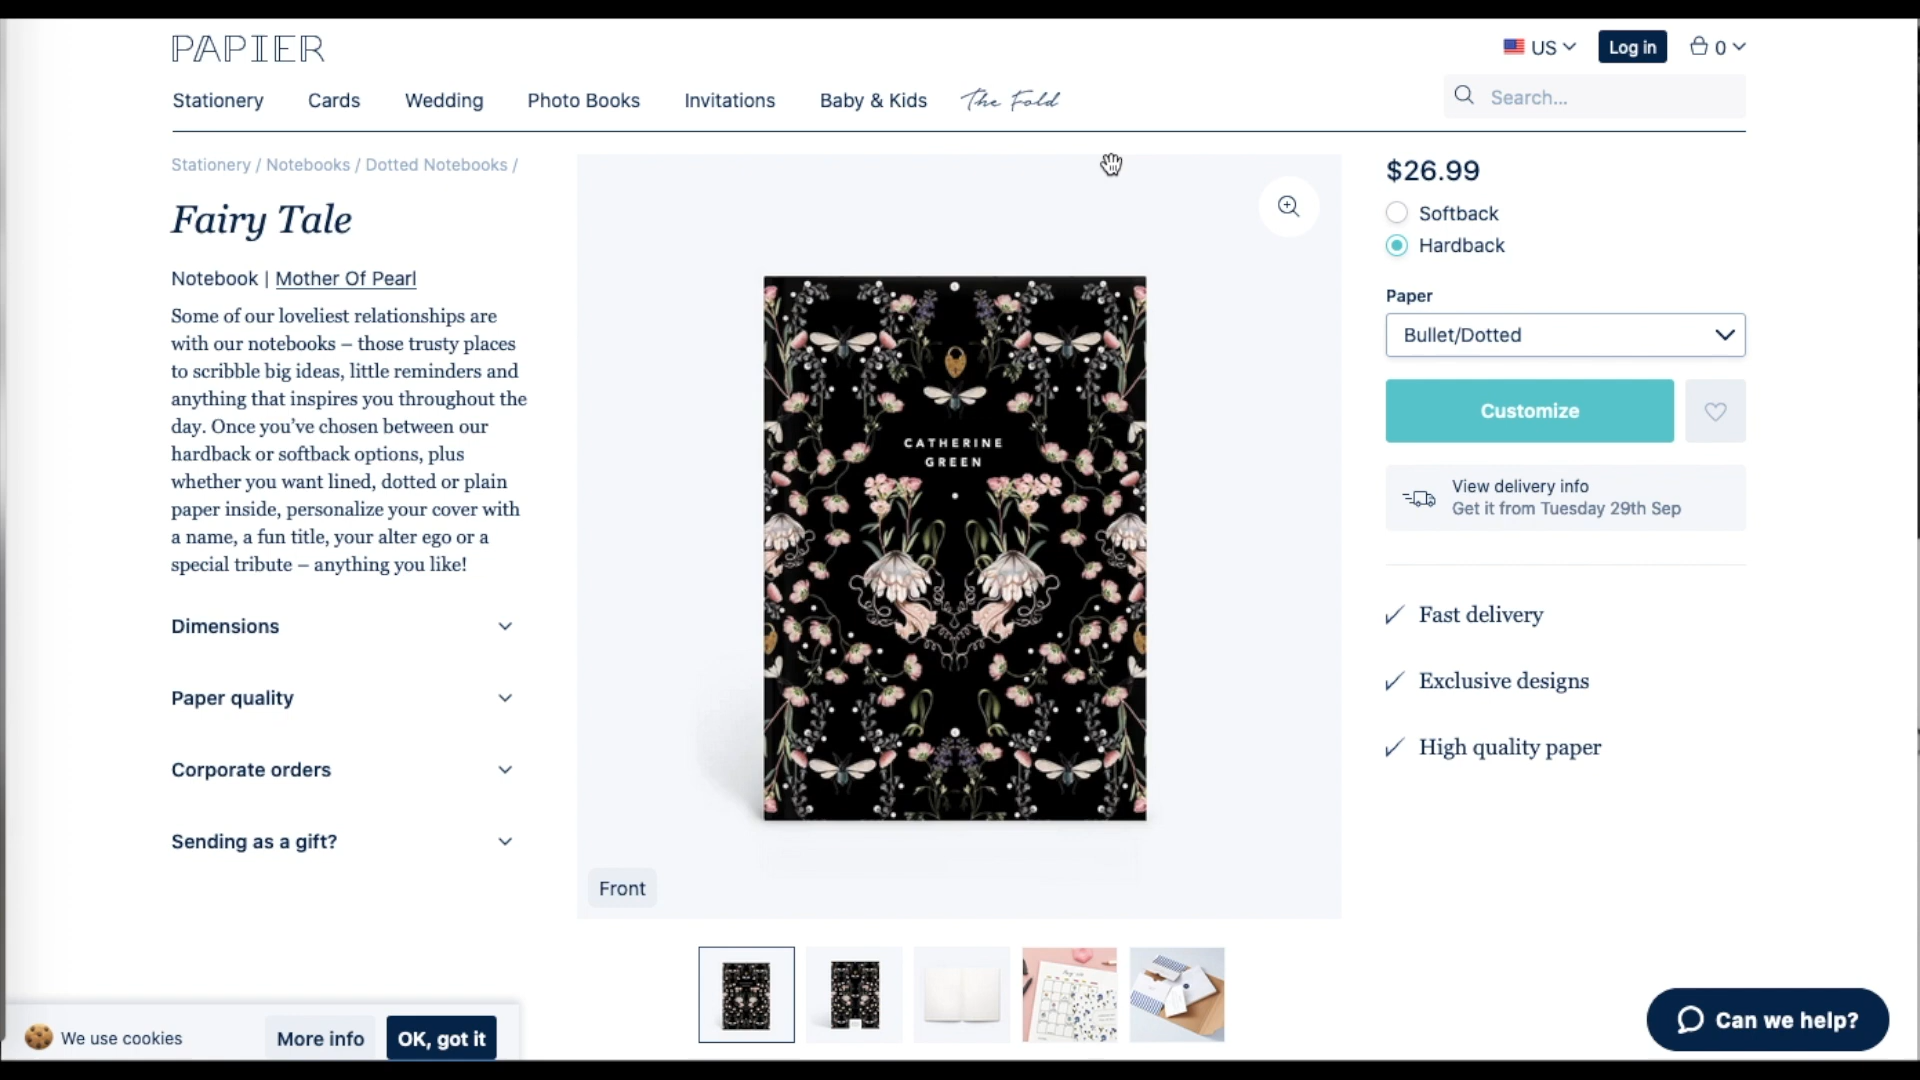 PAPIER
US
Log in
0
Stationery
Cards
Wedding
Photo Books
Invitations
Baby & Kids
The Fold
Search...
Stationery / Notebooks / Dotted Notebooks /
Fairy Tale
Notebook | Mother Of Pearl
Some of our loveliest relationships are
with our notebooks – those trusty places
to scribble big ideas, little reminders and
anything that inspires you throughout the
day. Once you've chosen between our
hardback or softback options, plus
whether you want lined, dotted or plain
paper inside, personalize your cover with
a name, a fun title, your alter ego or a
special tribute – anything you like!
Dimensions
Paper quality
Corporate orders
Sending as a gift?
CATHERINE
GREEN
Front
$26.99
Softback
Hardback
Paper
Bullet/Dotted
Customize
View delivery info
Get it from Tuesday 29th Sep
Fast delivery
Exclusive designs
High quality paper
We use cookies
More info
OK, got it
Can we help?